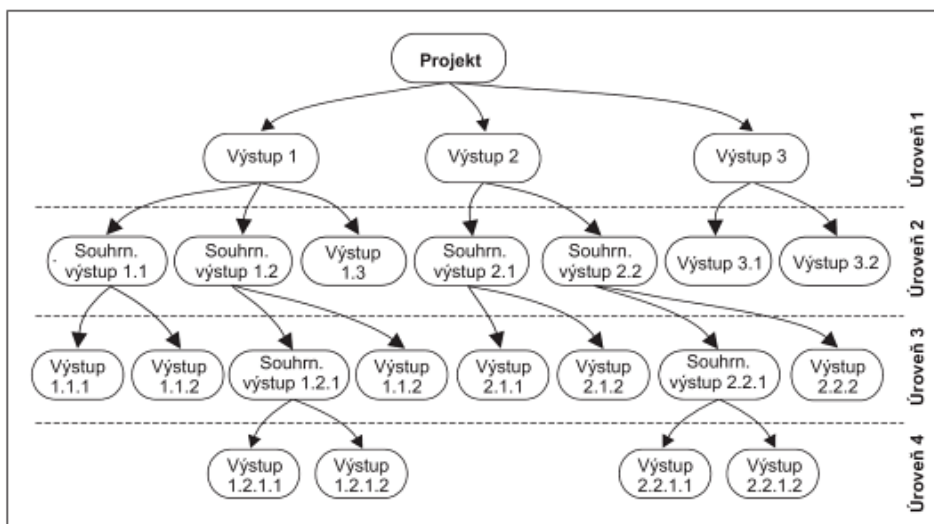 Projekt
Výstup 1
Výstup 2
Výstup 3
Úroveň 1
Souhrn.
výstup 1.1
Souhrn.
výstup 1.2
Výstup
1.3
Souhrn.
výstup 2.1
Souhrn.
výstup 2.2
Výstup 3.1
Výstup 3.2
Úroveň 2
Výstup
1.1.1
Výstup
1.1.2
Souhrn.
výstup 1.2.1
Výstup
1.1.2
Výstup
2.1.1
Výstup
2.1.2
Souhrn.
výstup 2.2.1
Výstup
2.2.2
Úroveň 3
Výstup
1.2.1.1
Výstup
1.2.1.2
Výstup
2.2.1.1
Výstup
2.2.1.2
Úroveň 4